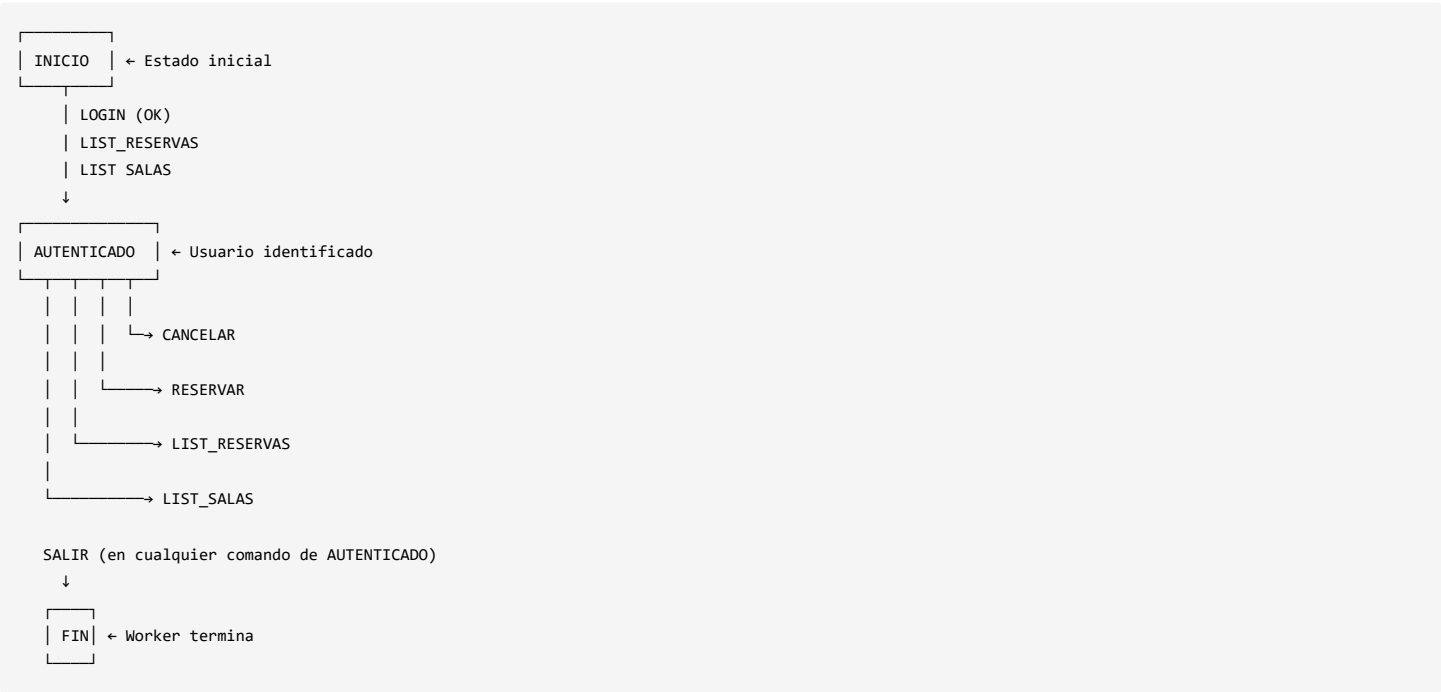 INICIO ← Estado inicial
LOGIN (OK)
LIST_RESERVAS
LIST SALAS
↓
AUTENTICADO ← Usuario identificado
→ CANCELAR
→ RESERVAR
→ LIST_RESERVAS
→ LIST_SALAS
SALIR (en cualquier comando de AUTENTICADO)
↓
FIN ← Worker termina